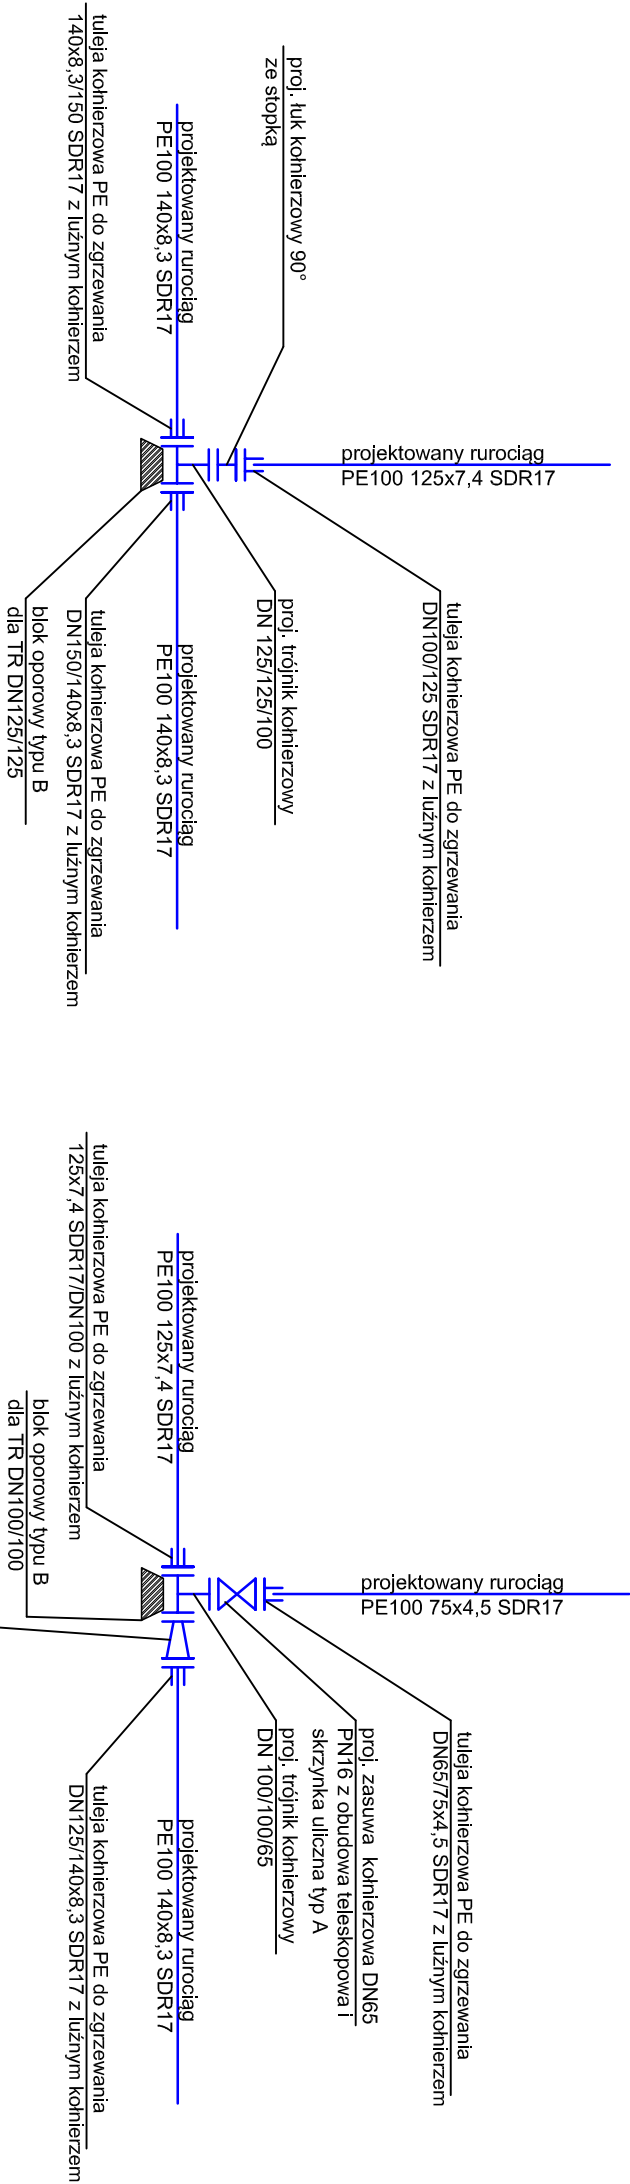 proj. łuk kołnierzowy 90°
ze stopką
projektowany rurociąg
PE100 140x8,3 SDR17
tuleja kołnierzowa PE do zgrzewania
140x8,3/150 SDR17 z luźnym kołnierzem
projektowany rurociąg
PE100 125x7,4 SDR17
tuleja kołnierzowa PE do zgrzewania
DN100/125 SDR17 z luźnym kołnierzem
proj. trójnik kołnierzowy
DN 125/125/100
projektowany rurociąg
PE100 140x8,3 SDR17
tuleja kołnierzowa PE do zgrzewania
DN150/140x8,3 SDR17 z luźnym kołnierzem
blok oporowy typu B
dla TR DN125/125
projektowany rurociąg
PE100 125x7,4 SDR17
tuleja kołnierzowa PE do zgrzewania
125x7,4 SDR17/DN100 z luźnym kołnierzem
blok oporowy typu B
dla TR DN100/100
projektowany rurociąg
PE100 75x4,5 SDR17
tuleja kołnierzowa PE do zgrzewania
DN65/75x4,5 SDR17 z luźnym kołnierzem
proj. zasuwa kołnierzowa DN65
PN16 z obudowa teleskopowa i
skrzynka uliczna typ A
proj. trójnik kołnierzowy
DN 100/100/65
projektowany rurociąg
PE100 140x8,3 SDR17
tuleja kołnierzowa PE do zgrzewania
DN125/140x8,3 SDR17 z luźnym kołnierzem